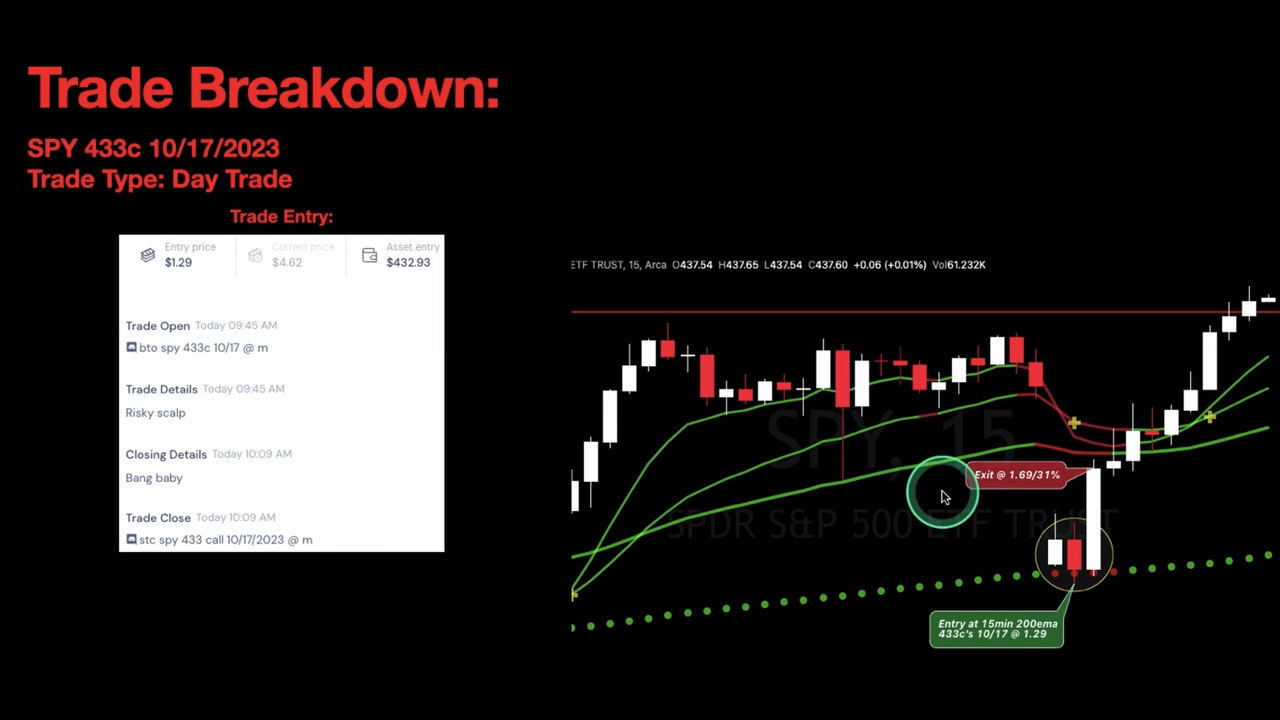 Trade Breakdown:
SPY 433c 10/17/2023
Trade Type: Day Trade
Trade Entry:
Entry price
$1.29
Current price
$4.62
Asset entry
$432.93
Trade Open Today 09:45 AM
bto spy 433c 10/17 @ m
Trade Details Today 09:45 AM
Risky scalp
Closing Details Today 10:09 AM
Bang baby
Trade Close Today 10:09 AM
stc spy 433 call 10/17/2023 @ m
ETF TRUST, 15, Arca O437.54 H437.65 L437.54 C437.60 +0.06 (+0.01%) Vol61.232K
SPY, 15
SPDR S&P 500 ETF TRUST
Exit @ 1.69/31%
Entry at 15min 200ema
433c's 10/17 @ 1.29